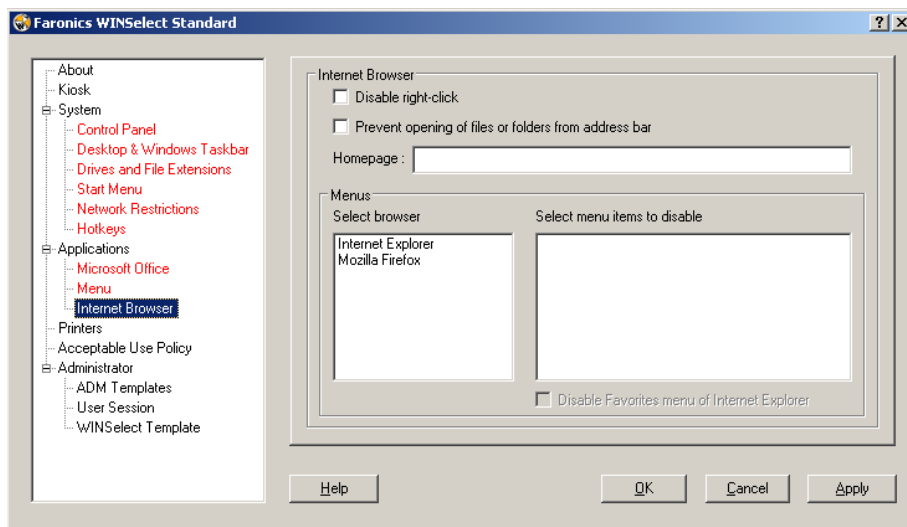 Faronics WINSelect Standard
About
Kiosk
System
Control Panel
Desktop & Windows Taskbar
Drives and File Extensions
Start Menu
Network Restrictions
Hotkeys
Applications
Microsoft Office
Menu
Internet Browser
Printers
Acceptable Use Policy
Administrator
ADM Templates
User Session
WINSelect Template
Internet Browser
Disable right-click
Prevent opening of files or folders from address bar
Homepage :
Menus
Select browser
Internet Explorer
Mozilla Firefox
Select menu items to disable
Disable Favorites menu of Internet Explorer
Help
OK
Cancel
Apply